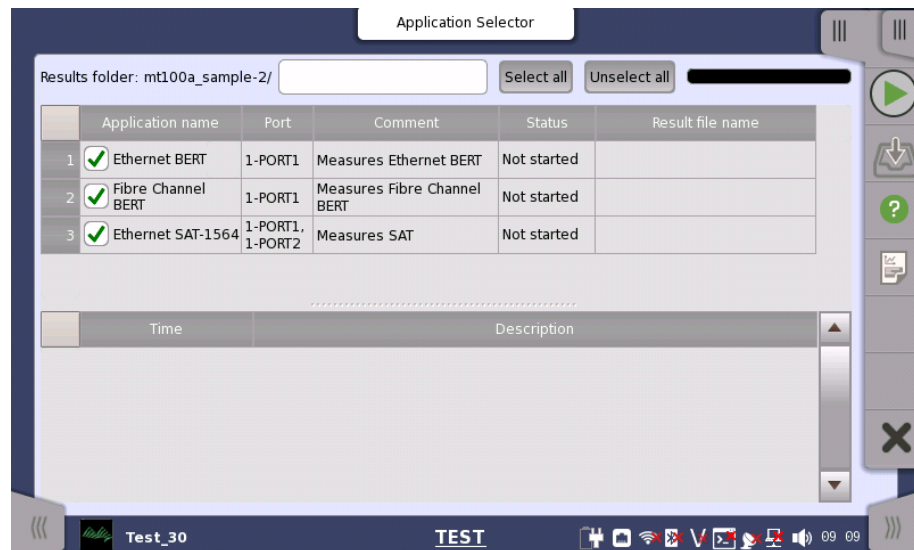 Application Selector
Results folder: mt100a_sample-2/
Select all
Unselect all
Application name Port Comment Status Result file name
1 Ethernet BERT 1-PORT1 Measures Ethernet BERT Not started
2 Fibre Channel BERT 1-PORT1 Measures Fibre Channel BERT Not started
3 Ethernet SAT-1564 1-PORT1, 1-PORT2 Measures SAT Not started
Time Description
Test_30 TEST 09 09